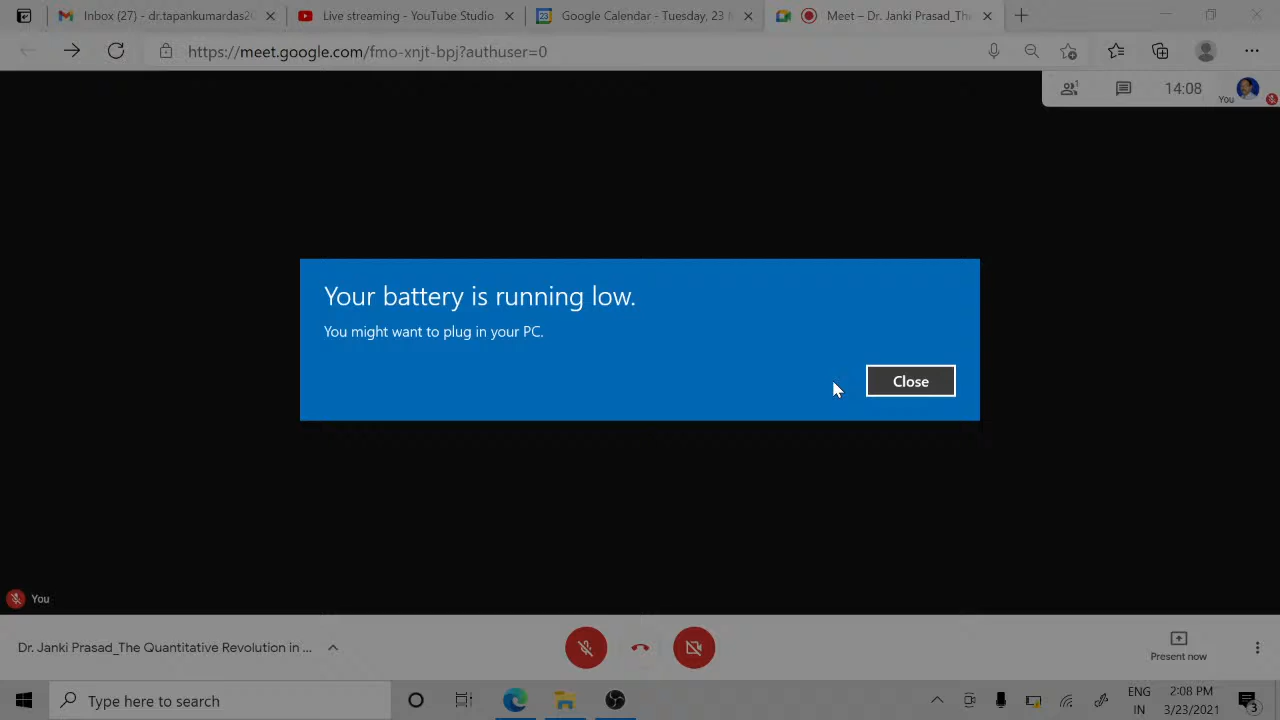 Inbox (27) - dr.tapankumardas20
Live streaming - YouTube Studio
Google Calendar - Tuesday, 23 M
Meet – Dr. Janki Prasad_The
https://meet.google.com/fmo-xnjt-bpj?authuser=0
1
14:08
You
Your battery is running low.
You might want to plug in your PC.
Close
You
Dr. Janki Prasad_The Quantitative Revolution in ...
Present now
Type here to search
ENG
IN
2:08 PM
3/23/2021
3